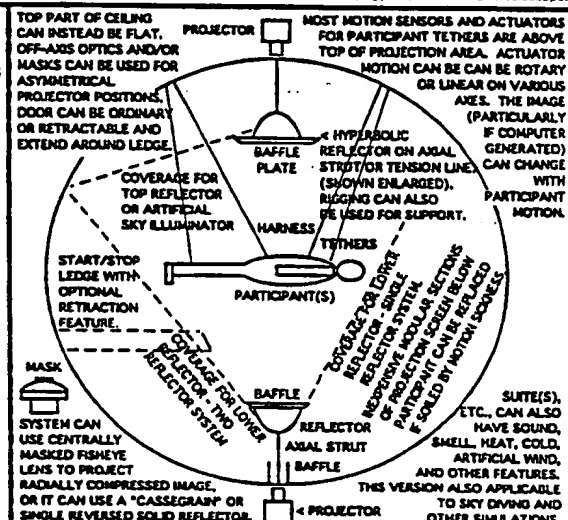 TOP PART OF CEILING
CAN INSTEAD BE FLAT.
OFF-AXIS OPTICS AND/OR
MASKS CAN BE USED FOR
ASYMMETRICAL
PROJECTOR POSITIONS.
DOOR CAN BE ORDINARY
OR RETRACTABLE AND
EXTEND AROUND LEDGE.
PROJECTOR
MOST MOTION SENSORS AND ACTUATORS
FOR PARTICIPANT TETHERS ARE ABOVE
TOP OF PROJECTION AREA. ACTUATOR
MOTION CAN BE CAN BE ROTARY
OR LINEAR ON VARIOUS
AXES. THE IMAGE
(PARTICULARLY
IF COMPUTER
GENERATED)
CAN CHANGE
WITH
PARTICIPANT
MOTION.
BAFFLE
PLATE
< HYPERBOLIC
REFLECTOR ON AXIAL
STRUT OR TENSION LINE
(SHOWN ENLARGED).
RIGGING CAN ALSO
BE USED FOR SUPPORT.
COVERAGE FOR
TOP REFLECTOR
OR ARTIFICIAL
SKY ILLUMINATOR
HARNESS
TETHERS
PARTICIPANT(S)
START/STOP
LEDGE WITH
OPTIONAL
RETRACTION
FEATURE.
COVERAGE FOR LOWER
REFLECTOR - TWO
REFLECTOR SYSTEM
COVERAGE FOR LOWER
REFLECTOR - SINGLE
REFLECTOR SYSTEM.
INEXPENSIVE MODULAR SECTIONS
OF PROJECTION SCREEN BELOW
PARTICIPANT CAN BE REPLACED
IF SOILED BY MOTION SICKNESS
MASK
SYSTEM CAN
USE CENTRALLY
MASKED FISHEYE
LENS TO PROJECT
RADIALLY COMPRESSED IMAGE,
OR IT CAN USE A "CASSEGRAIN" OR
SINGLE REVERSED SOLID REFLECTOR.
BAFFLE
REFLECTOR
AXIAL STRUT
BAFFLE
< PROJECTOR
SUITE(S),
ETC., CAN ALSO
HAVE SOUND,
SMELL, HEAT, COLD,
ARTIFICIAL WIND,
AND OTHER FEATURES.
THIS VERSION ALSO APPLICABLE
TO SKY DIVING AND
OTHER SIMULATIONS.